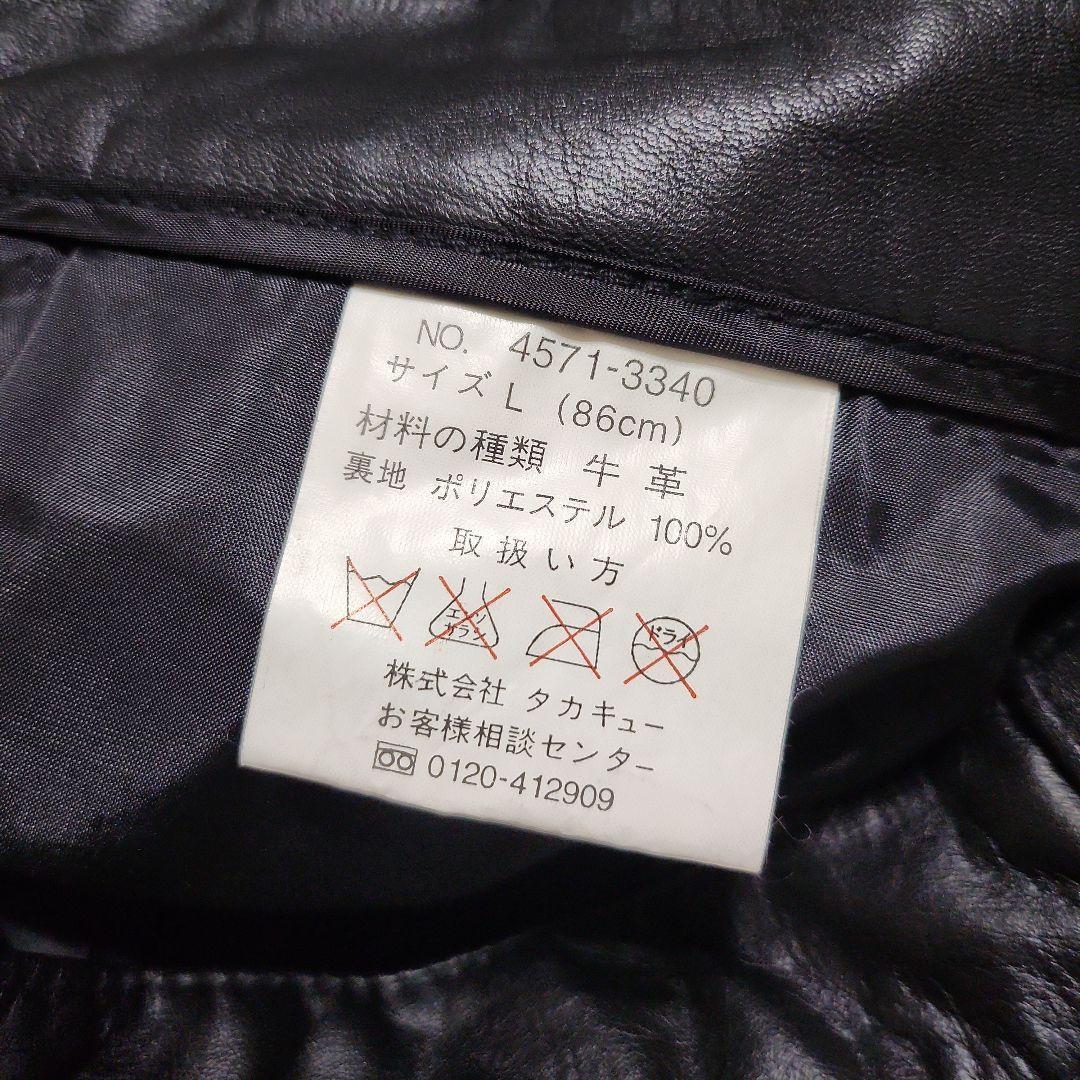 NO. 4571-3340
サイズ L (86cm)
材料の種類 牛革
裏地 ポリエステル 100%
取扱い方
エンソ
サラシ
ドライ
株式会社 タカキュー
お客様相談センター
0120-412909